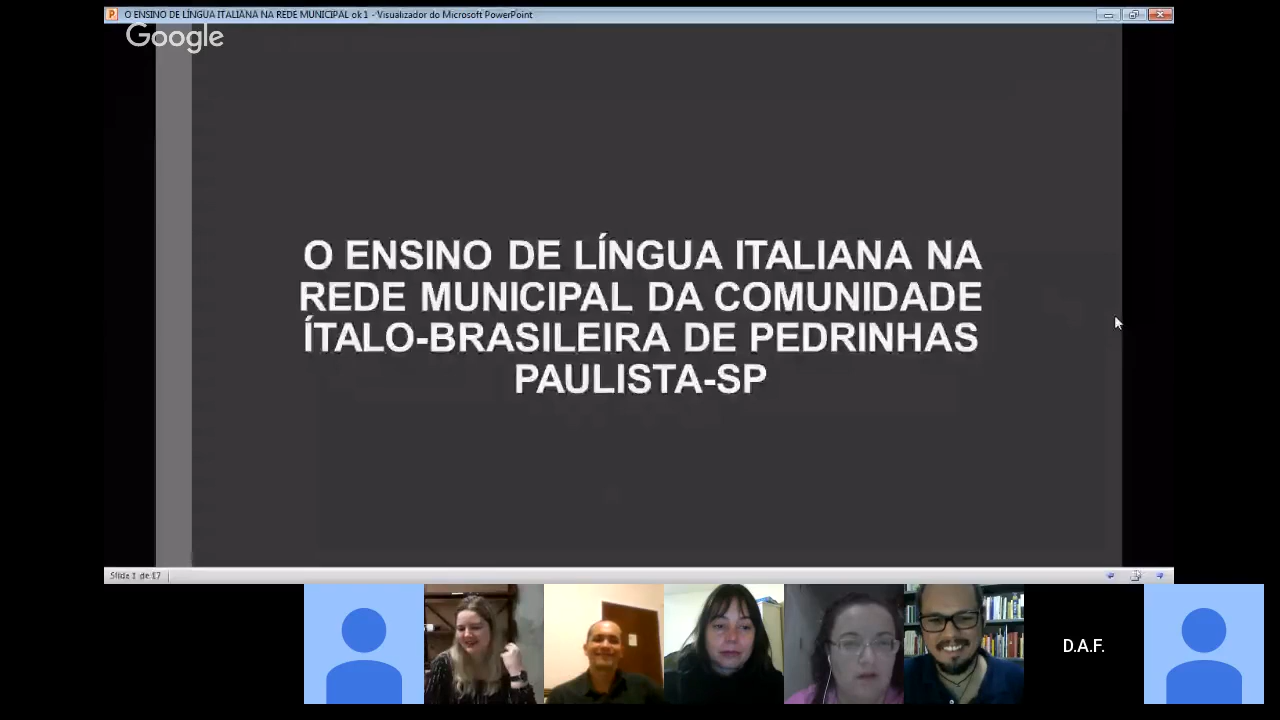 O ENSINO DE LÍNGUA ITALIANA NA REDE MUNICIPAL ok 1 - Visualizador do Microsoft PowerPoint
Google
O ENSINO DE LÍNGUA ITALIANA NA
REDE MUNICIPAL DA COMUNIDADE
ÍTALO-BRASILEIRA DE PEDRINHAS
PAULISTA-SP
Slide 1 de 17
D.A.F.